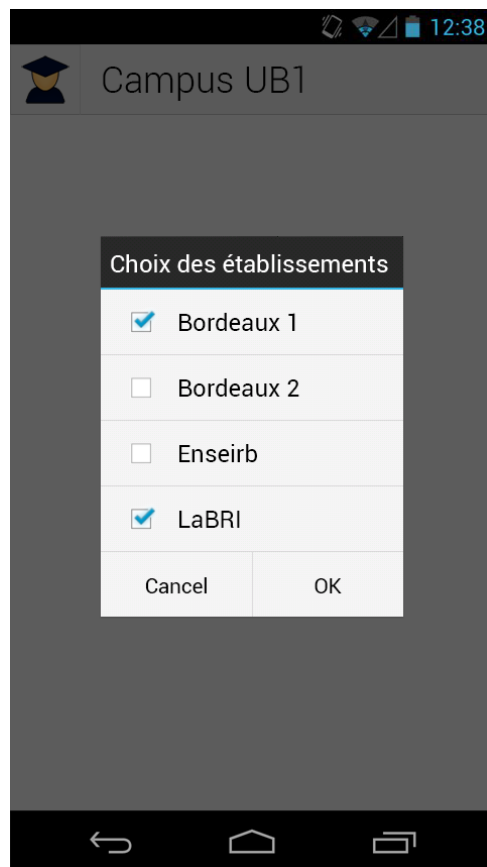 12:38
Campus UB1
Choix des établissements
Bordeaux 1
Bordeaux 2
Enseirb
LaBRI
Cancel OK